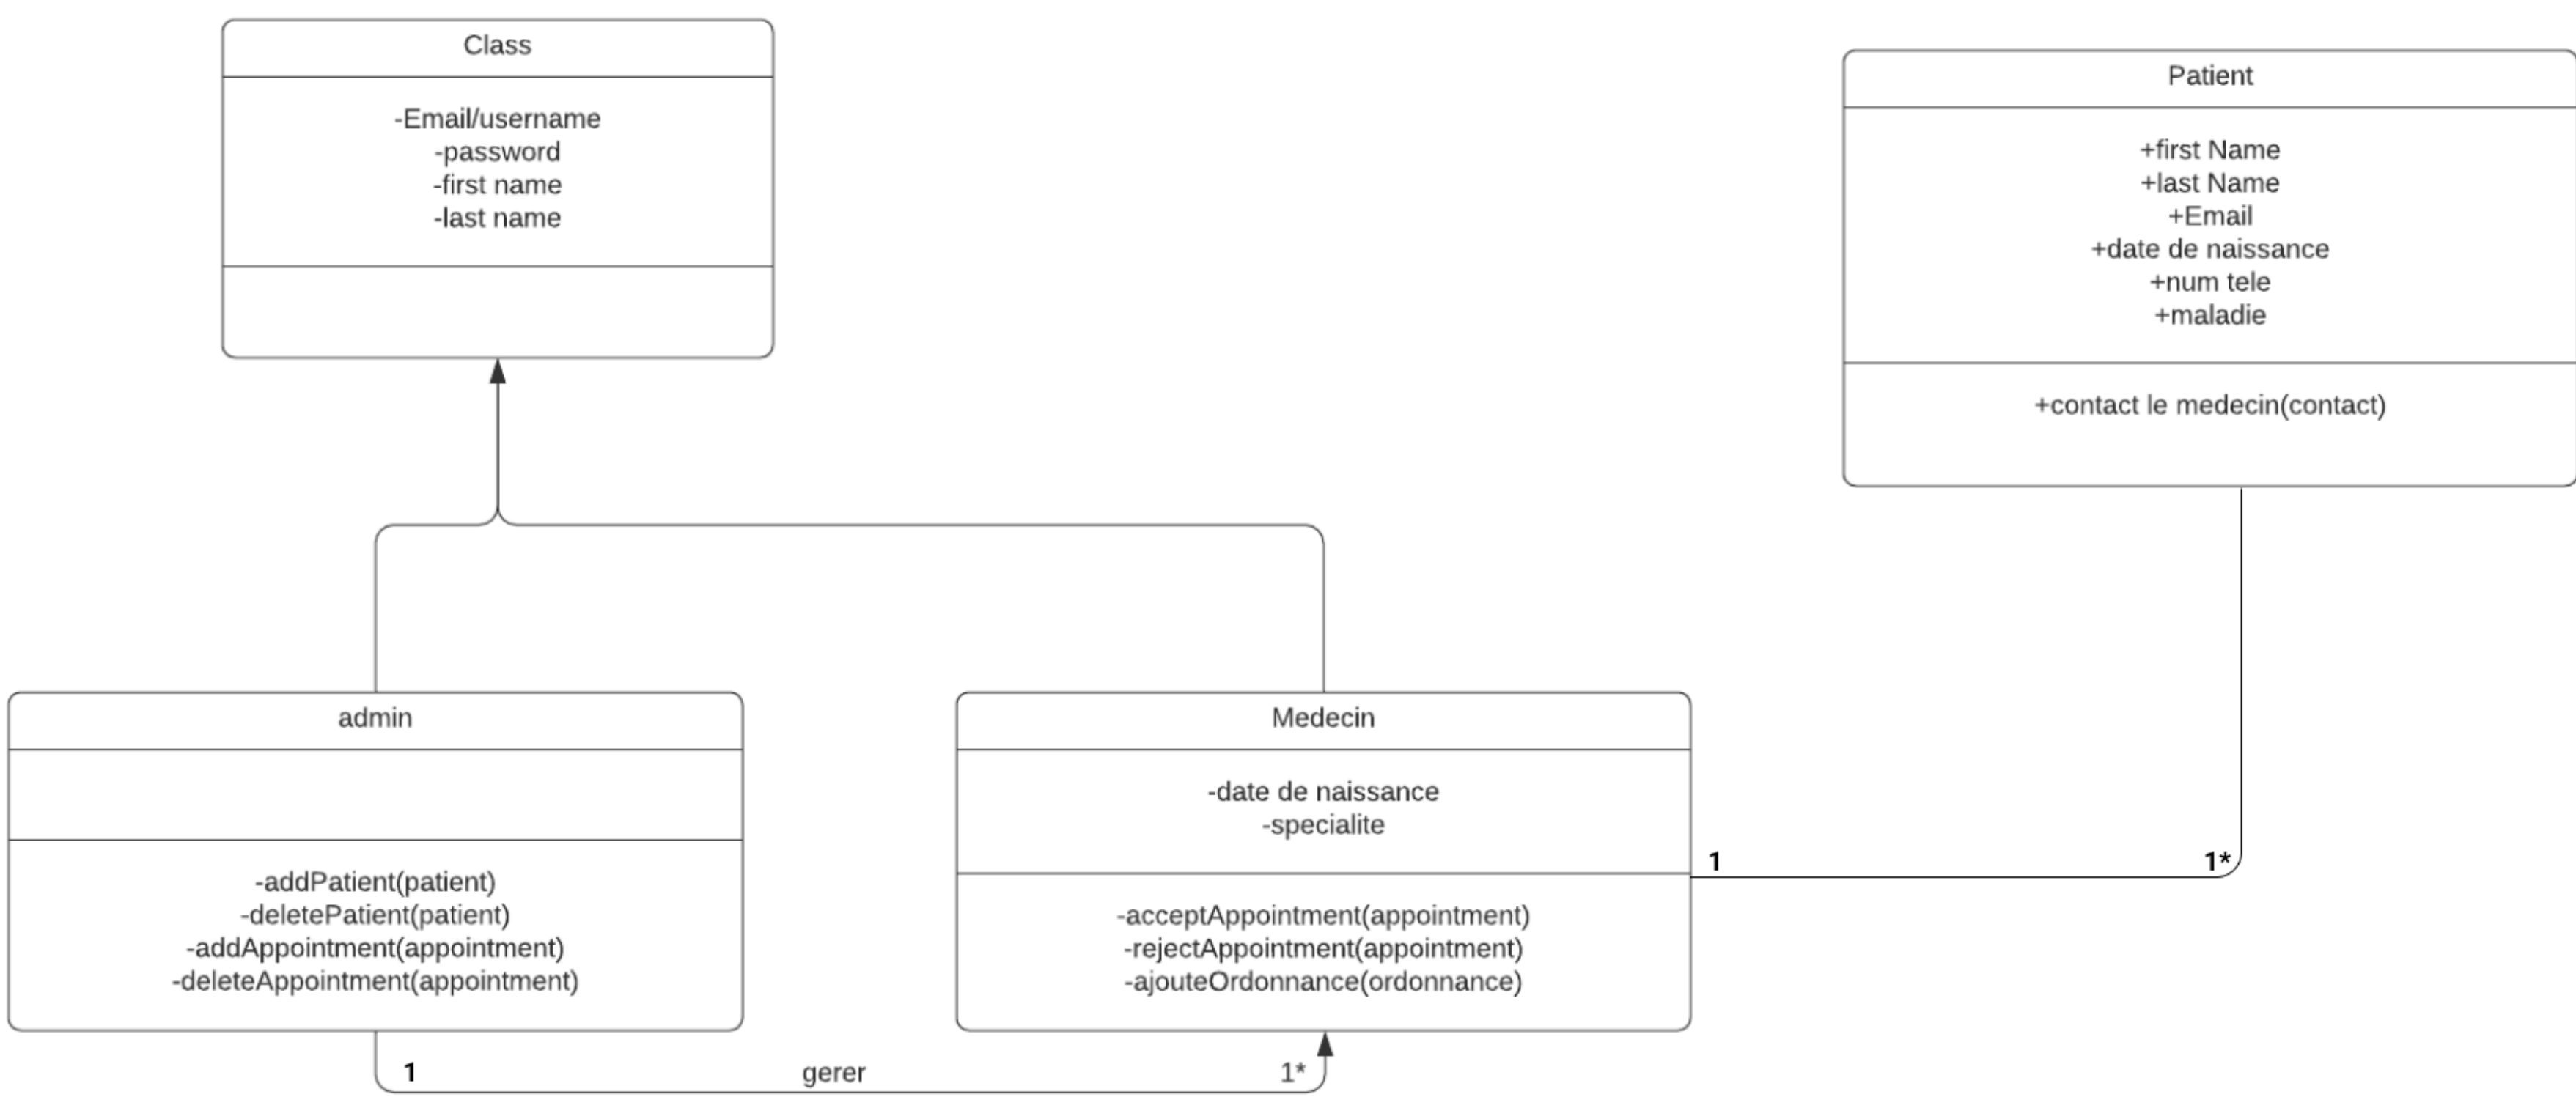 Class
-Email/username
-password
-first name
-last name
Patient
+first Name
+last Name
+Email
+date de naissance
+num tele
+maladie
+contact le medecin(contact)
admin
-addPatient(patient)
-deletePatient(patient)
-addAppointment(appointment)
-deleteAppointment(appointment)
Medecin
-date de naissance
-specialite
-acceptAppointment(appointment)
-rejectAppointment(appointment)
-ajouteOrdonnance(ordonnance)
1
1*
1
gerer
1*